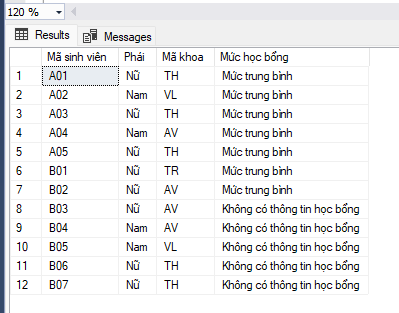 120 %
Results Messages
Mã sinh viên Phái Mã khoa Mức học bổng
1 A01 Nữ TH Mức trung bình
2 A02 Nam VL Mức trung bình
3 A03 Nữ TH Mức trung bình
4 A04 Nam AV Mức trung bình
5 A05 Nữ TH Mức trung bình
6 B01 Nữ TR Mức trung bình
7 B02 Nữ AV Mức trung bình
8 B03 Nữ AV Không có thông tin học bổng
9 B04 Nam AV Không có thông tin học bổng
10 B05 Nam VL Không có thông tin học bổng
11 B06 Nữ TH Không có thông tin học bổng
12 B07 Nữ TH Không có thông tin học bổng